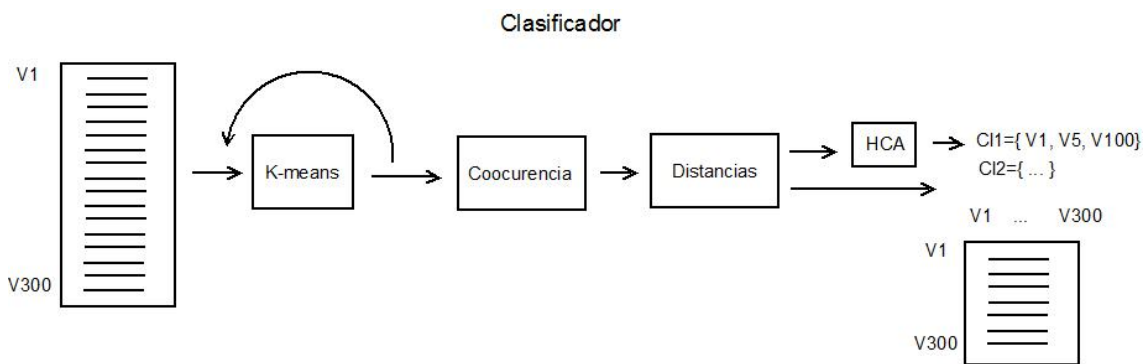 Clasificador
V1
V300
K-means
Coocurencia
Distancias
HCA
Cl1={ V1, V5, V100}
Cl2={ ... }
V1 ... V300
V1
V300